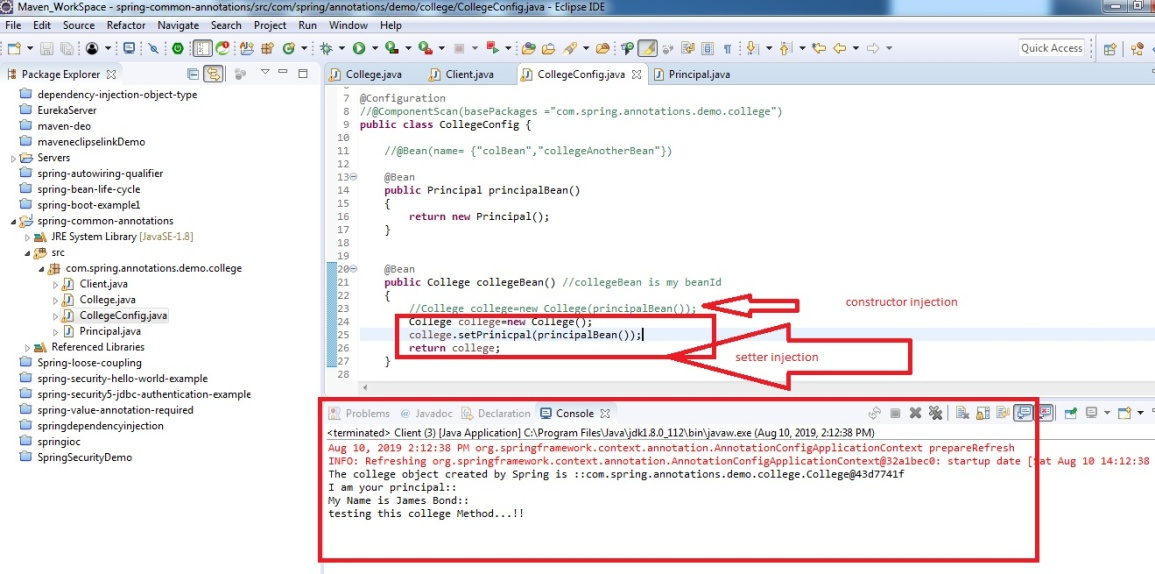 Maven_WorkSpace - spring-common-annotations/src/com/spring/annotations/demo/college/CollegeConfig.java - Eclipse IDE
File Edit Source Refactor Navigate Search Project Run Window Help
Quick Access
Package Explorer
dependency-injection-object-type
EurekaServer
maven-deo
maveneclipselinkDemo
Servers
spring-autowiring-qualifier
spring-bean-life-cycle
spring-boot-example1
spring-common-annotations
JRE System Library [JavaSE-1.8]
src
com.spring.annotations.demo.college
Client.java
College.java
CollegeConfig.java
Principal.java
Referenced Libraries
Spring-loose-coupling
spring-security-hello-world-example
spring-security5-jdbc-authentication-example
spring-value-annotation-required
springdependencyinjection
springioc
SpringSecurityDemo
College.java Client.java CollegeConfig.java Principal.java
7 @Configuration
8 //@ComponentScan(basePackages ="com.spring.annotations.demo.college")
9 public class CollegeConfig {
10
11 //@Bean(name= {"colBean","collegeAnotherBean"})
12
13 @Bean
14 public Principal principalBean()
15 {
16 return new Principal();
17 }
18
19
20 @Bean
21 public College collegeBean() //collegeBean is my beanId
22 {
23 //College college=new College(principalBean());
24 College college=new College();
25 college.setPrinicpal(principalBean());
26 return college;
27 }
28
constructor injection
setter injection
Problems Javadoc Declaration Console
<terminated> Client (3) [Java Application] C:\Program Files\Java\jdk1.8.0_112\bin\javaw.exe (Aug 10, 2019, 2:12:38 PM)
Aug 10, 2019 2:12:38 PM org.springframework.context.annotation.AnnotationConfigApplicationContext prepareRefresh
INFO: Refreshing org.springframework.context.annotation.AnnotationConfigApplicationContext@32a1bec0: startup date [Sat Aug 10 14:12:38
The college object created by Spring is ::com.spring.annotations.demo.college.College@43d7741f
I am your principal::
My Name is James Bond::
testing this college Method...!!